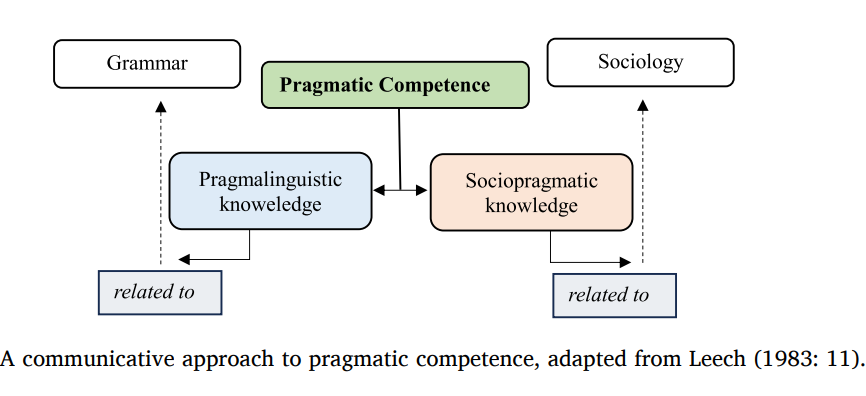 Grammar
Sociology
Pragmatic Competence
Pragmalinguistic
knoweledge
Sociopragmatic
knowledge
related to
related to
A communicative approach to pragmatic competence, adapted from Leech (1983: 11).